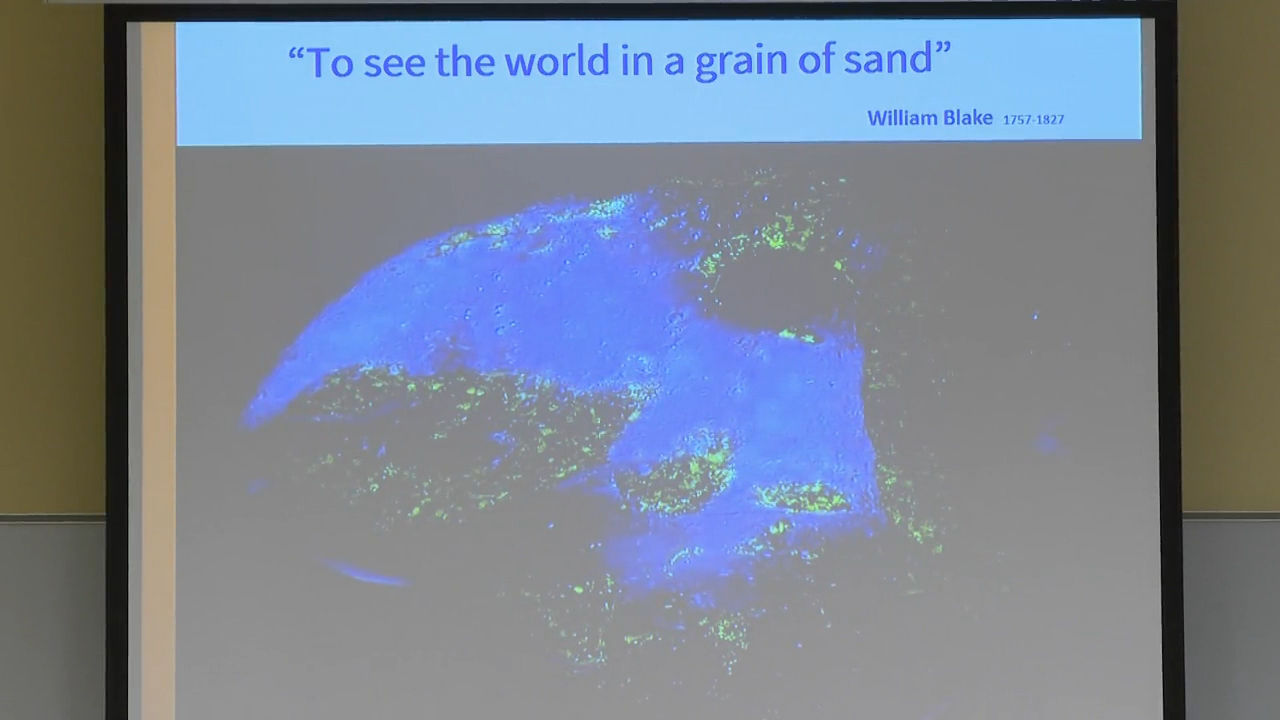 “To see the world in a grain of sand”
William Blake 1757-1827